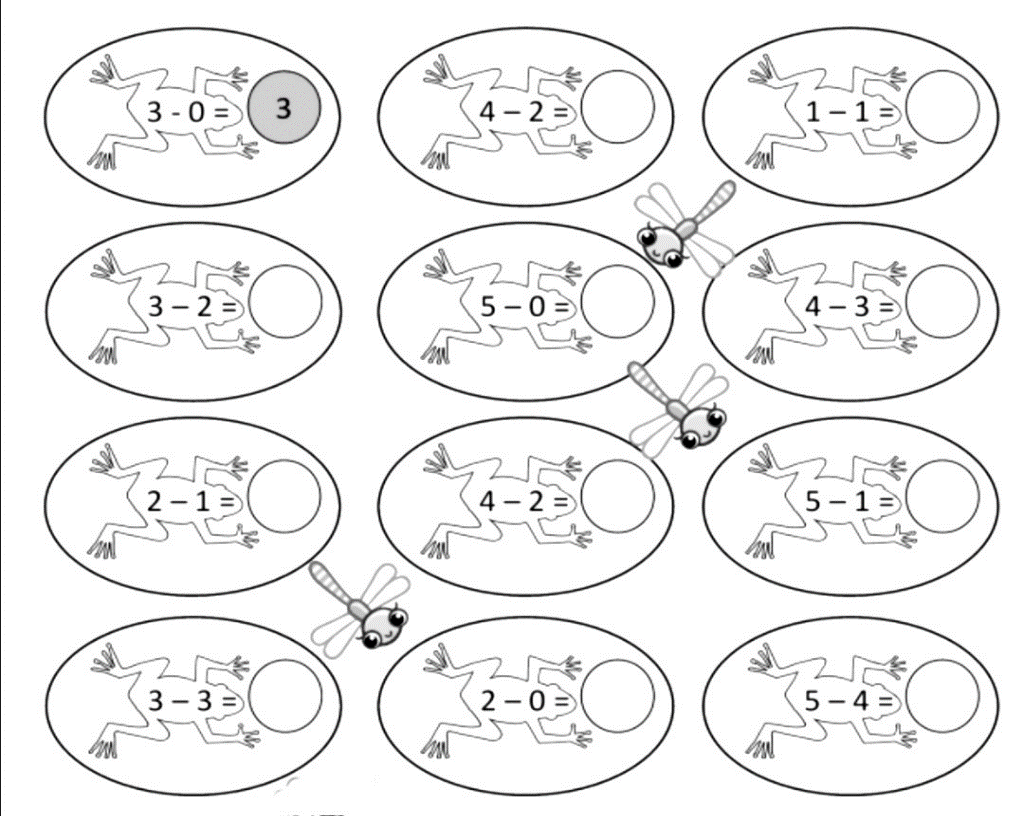 3 - 0 = 3
4 – 2 =
1 – 1 =
3 – 2 =
5 – 0 =
4 – 3 =
2 – 1 =
4 – 2 =
5 – 1 =
3 – 3 =
2 – 0 =
5 – 4 =